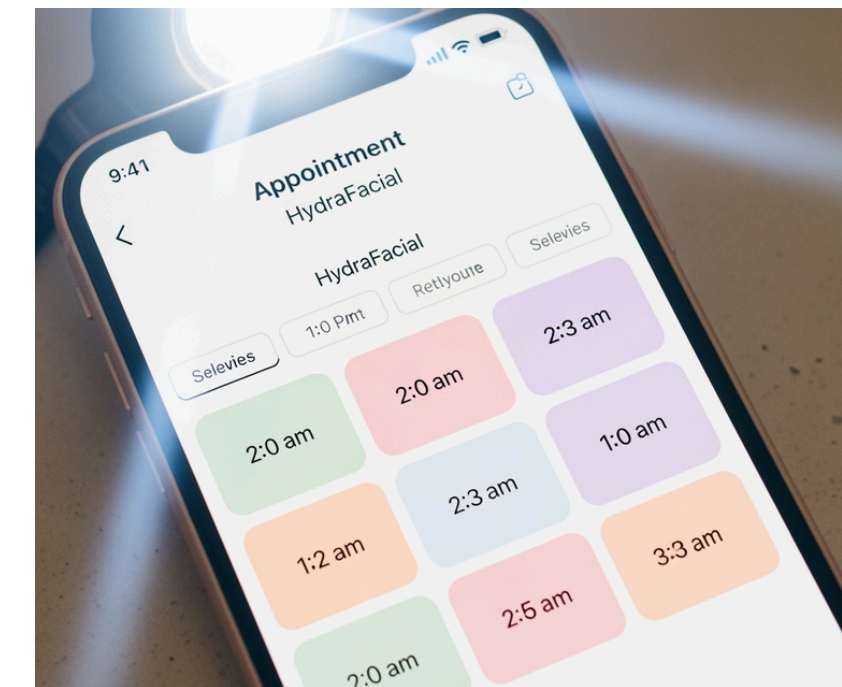 9:41
Appointment
HydraFacial
HydraFacial
Selevies
1:0 Pmt
Retlyoure
Selevies
2:0 am
2:0 am
2:3 am
1:2 am
2:3 am
1:0 am
2:0 am
2:5 am
3:3 am